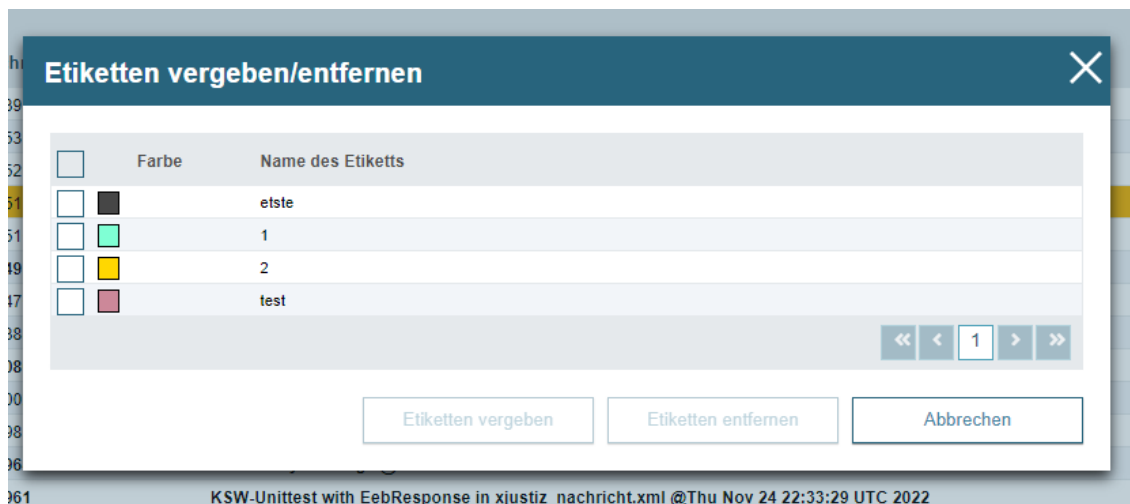 Etiketten vergeben/entfernen
Farbe Name des Etiketts
etste
1
2
test
1
Etiketten vergeben Etiketten entfernen Abbrechen
961 KSW-Unittest with EebResponse in xjustiz_nachricht.xml @Thu Nov 24 22:33:29 UTC 2022